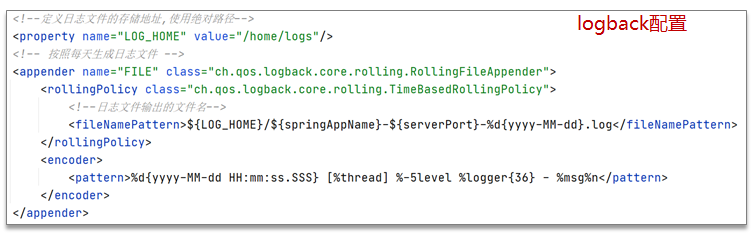 <!--定义日志文件的存储地址,使用绝对路径-->
logback配置
<property name="LOG_HOME" value="/home/logs"/>
<!-- 按照每天生成日志文件 -->
<appender name="FILE" class="ch.qos.logback.core.rolling.RollingFileAppender">
<rollingPolicy class="ch.qos.logback.core.rolling.TimeBasedRollingPolicy">
<!--日志文件输出的文件名-->
<fileNamePattern>${LOG_HOME}/${springAppName}-${serverPort}-%d{yyyy-MM-dd}.log</fileNamePattern>
</rollingPolicy>
<encoder>
<pattern>%d{yyyy-MM-dd HH:mm:ss.SSS} [%thread] %-5level %logger{36} - %msg%n</pattern>
</encoder>
</appender>